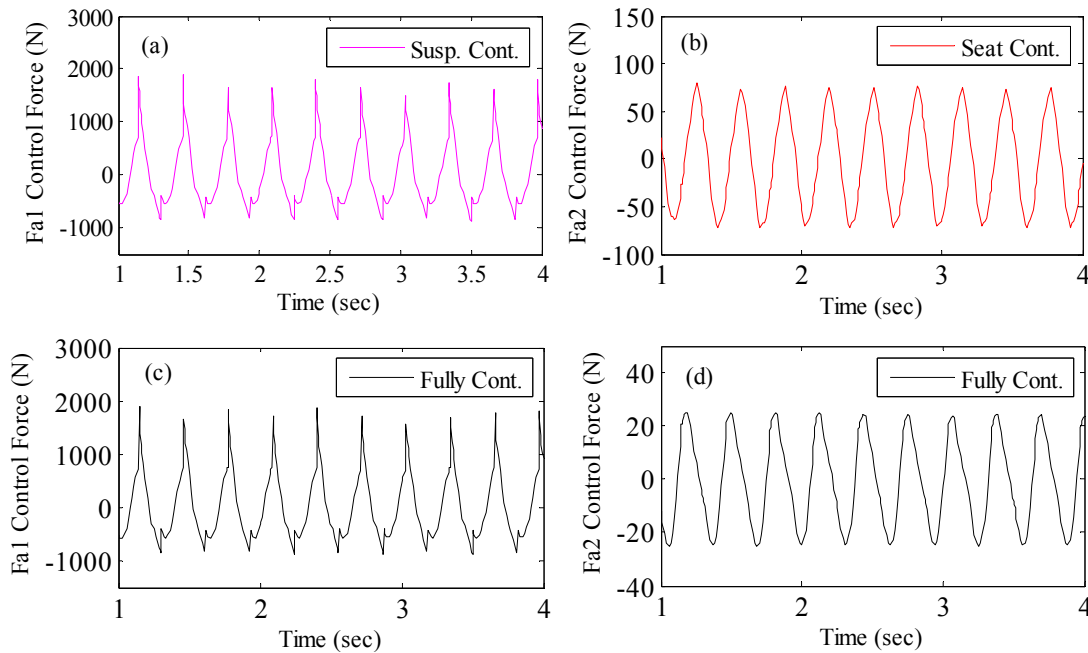 (a)
Susp. Cont.
Fa1 Control Force (N)
3000
2000
1000
0
-1000
1 1.5 2 2.5 3 3.5 4
Time (sec)
(b)
Seat Cont.
Fa2 Control Force (N)
150
100
50
0
-50
-100
1 2 3 4
Time (sec)
(c)
Fully Cont.
Fa1 Control Force (N)
3000
2000
1000
0
-1000
1 2 3 4
Time (sec)
(d)
Fully Cont.
Fa2 Control Force (N)
40
20
0
-20
-40
1 2 3 4
Time (sec)